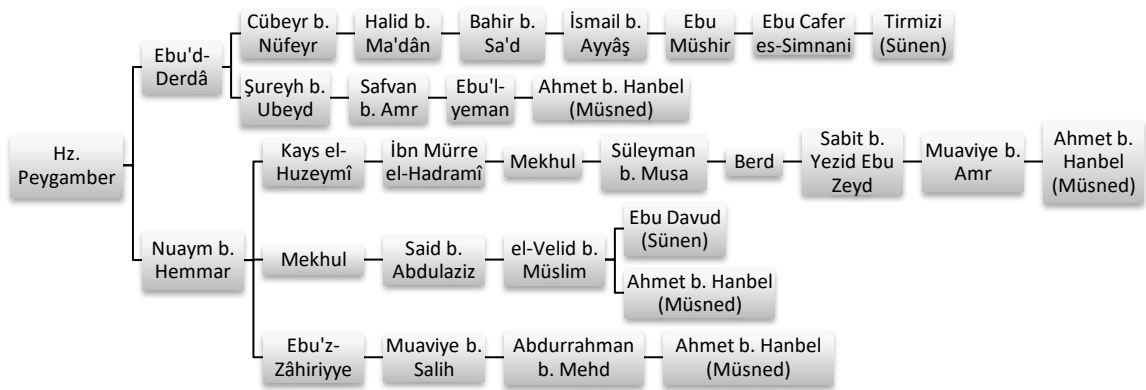 Hz.
Peygamber
Ebu'd-
Derdâ
Cübeyr b.
Nüfeyr
Halid b.
Ma'dân
Bahir b.
Sa'd
İsmail b.
Ayyâş
Ebu
Müshir
Ebu Cafer
es-Simnani
Tirmizi
(Sünen)
Şureyh b.
Ubeyd
Safvan
b. Amr
Ebu'l-
yeman
Ahmet b. Hanbel
(Müsned)
Nuaym b.
Hemmar
Kays el-
Huzeymî
İbn Mürre
el-Hadramî
Mekhul
Süleyman
b. Musa
Berd
Sabit b.
Yezid Ebu
Zeyd
Muaviye b.
Amr
Ahmet b.
Hanbel
(Müsned)
Mekhul
Said b.
Abdulaziz
el-Velid b.
Müslim
Ebu Davud
(Sünen)
Ahmet b. Hanbel
(Müsned)
Ebu'z-
Zâhiriyye
Muaviye b.
Salih
Abdurrahman
b. Mehd
Ahmet b. Hanbel
(Müsned)